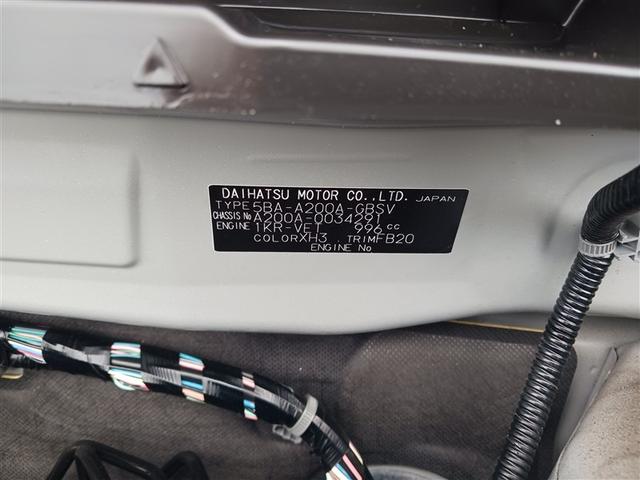 DAIHATSU MOTOR CO.,LTD. JAPAN
TYPE 5BA-A200A-GBSV
CHASSIS No A200A-0034291
ENGINE 1KR-VET 996 cc
COLOR XH3 TRIM FB20
ENGINE No